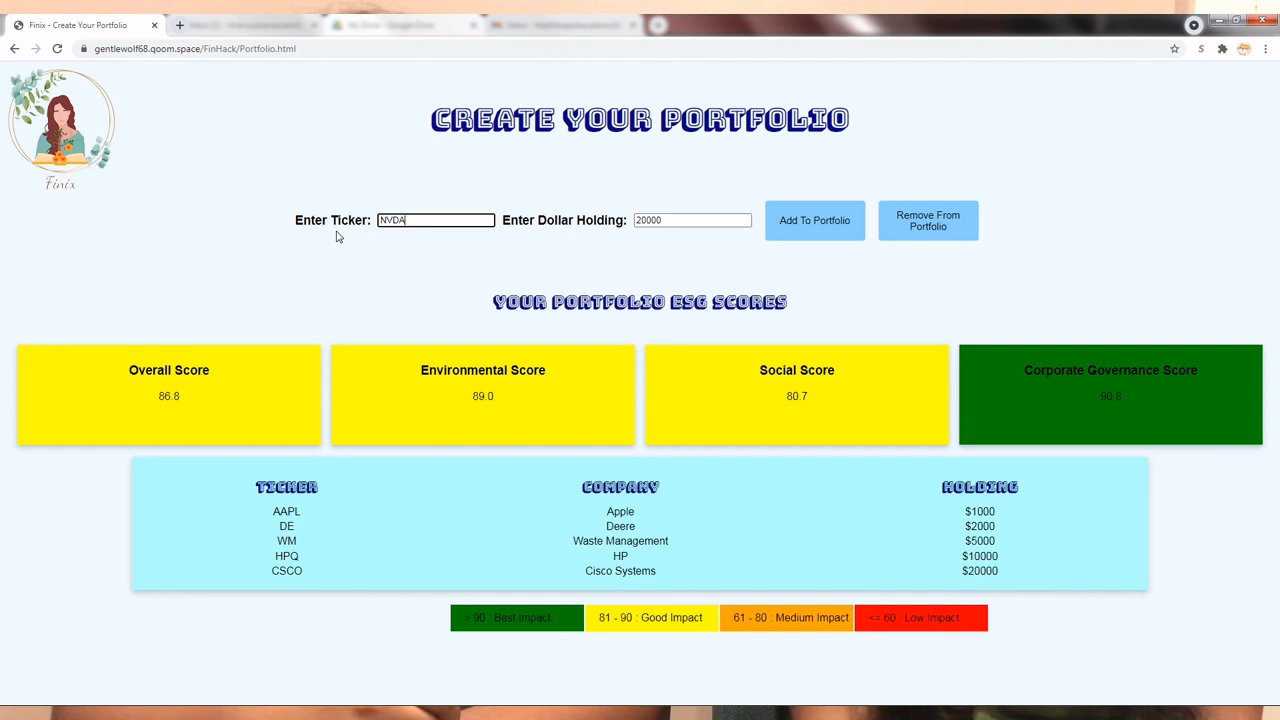 Finix - Create Your Portfolio
gentlewolf68.qoom.space/FinHack/Portfolio.html
Finix
CREATE YOUR PORTFOLIO
Enter Ticker: NVDA Enter Dollar Holding: 20000 Add To Portfolio Remove From
Portfolio
YOUR PORTFOLIO ESG SCORES
Overall Score Environmental Score Social Score Corporate Governance Score
86.8 89.0 80.7 90.8
TICKER COMPANY HOLDING
AAPL Apple $1000
DE Deere $2000
WM Waste Management $5000
HPQ HP $10000
CSCO Cisco Systems $20000
> 90 : Best Impact 81 - 90 : Good Impact 61 - 80 : Medium Impact <= 60 : Low Impact